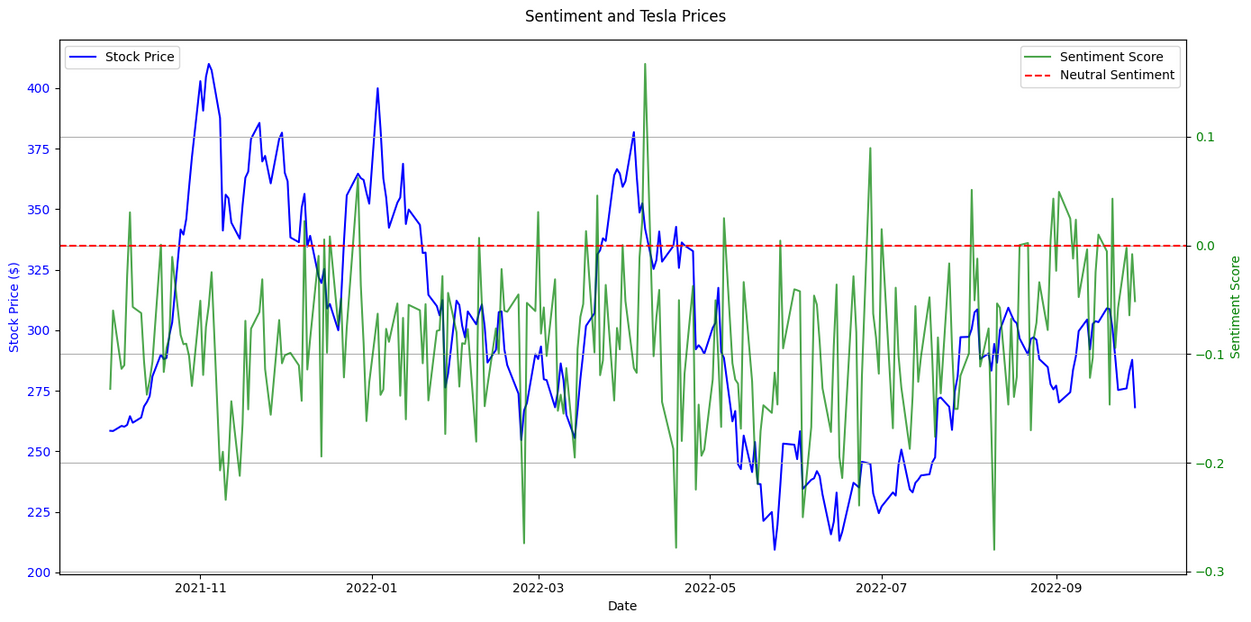 Sentiment and Tesla Prices
Stock Price
Sentiment Score
Neutral Sentiment
400
375
350
325
300
275
250
225
200
Stock Price ($)
0.1
0.0
−0.1
−0.2
−0.3
Sentiment Score
2021-11
2022-01
2022-03
2022-05
2022-07
2022-09
Date